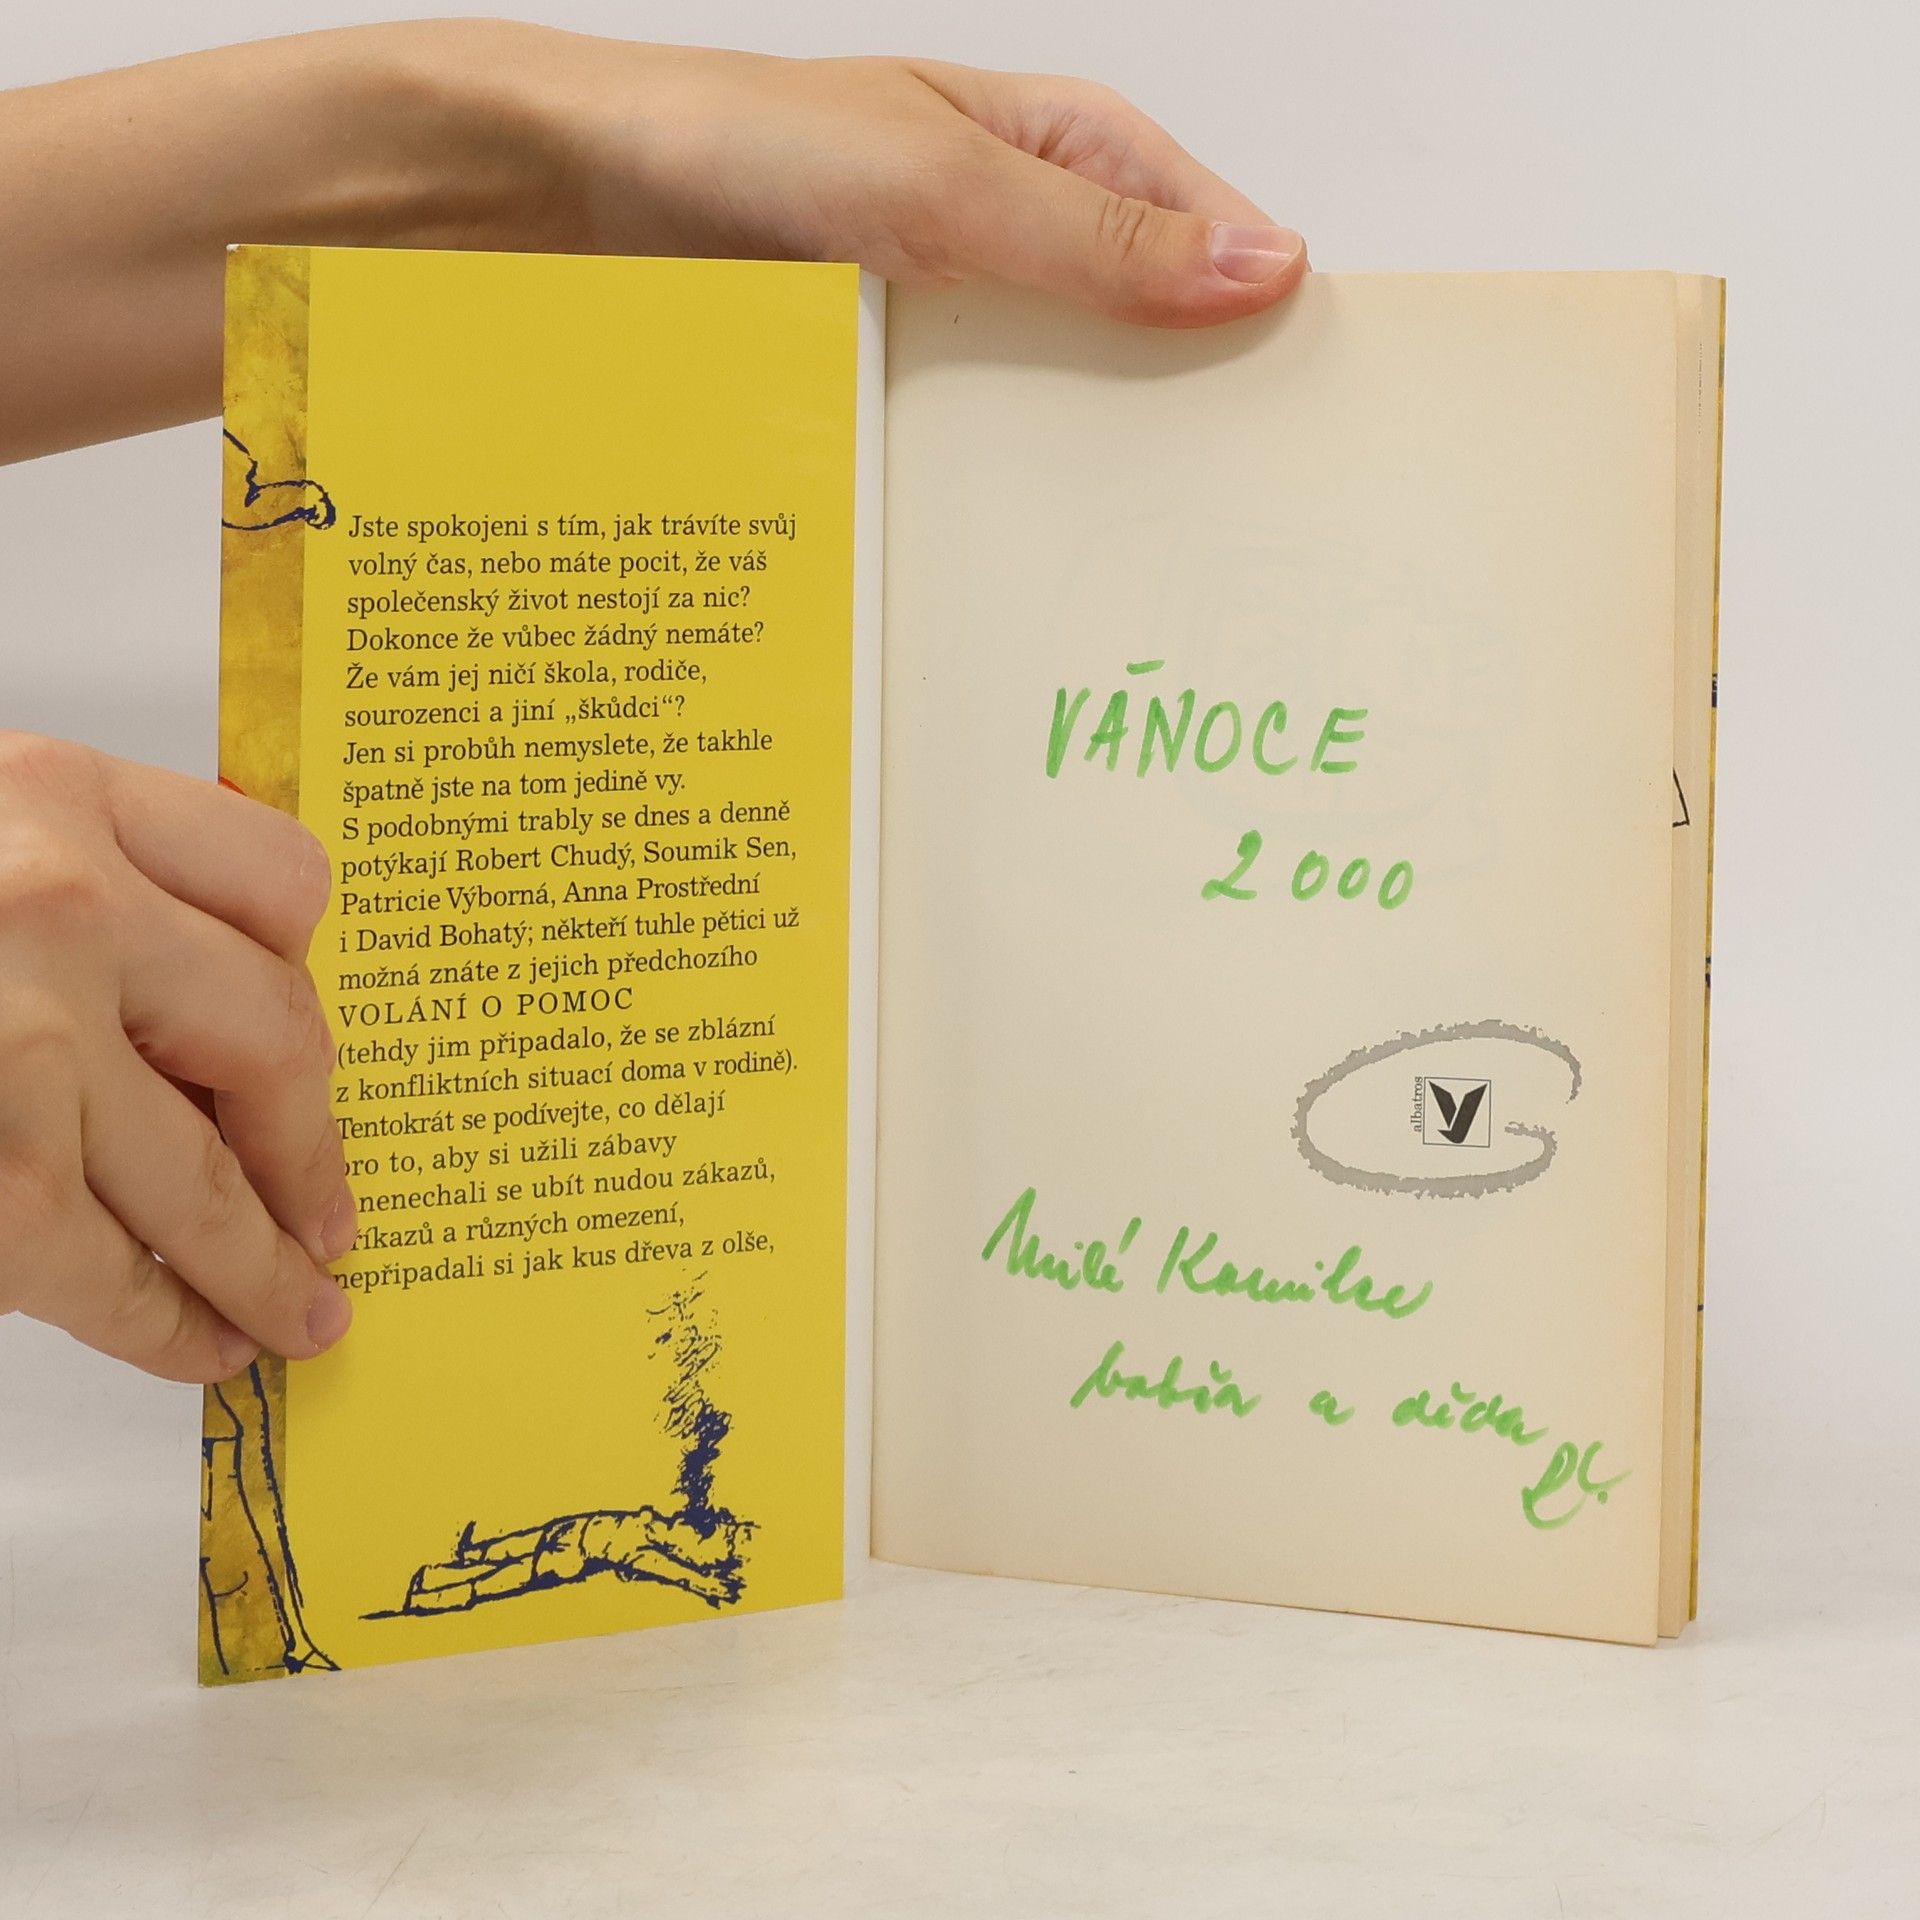 Jste spokojeni s tím, jak trávíte svůj
volný čas, nebo máte pocit, že váš
společenský život nestojí za nic?
Dokonce že vůbec žádný nemáte?
Že vám jej ničí škola, rodiče,
sourozenci a jiní „škůdci“?
Jen si probůh nemyslete, že takhle
špatně jste na tom jedině vy.
S podobnými trably se dnes a denně
potýkají Robert Chudý, Soumik Sen,
Patricie Výborná, Anna Prostřední
i David Bohatý; někteří tuhle pětici už
možná znáte z jejich předchozího
VOLÁNÍ O POMOC
(tehdy jim připadalo, že se zblázní
z konfliktních situací doma v rodině).
Tentokrát se podívejte, co dělají
pro to, aby si užili zábavy
nenechali se ubít nudou zákazů,
říkazů a různých omezení,
nepřipadali si jak kus dřeva z olše,
VÁNOCE
2000
albatros
Milé Kamilce
babča a děda